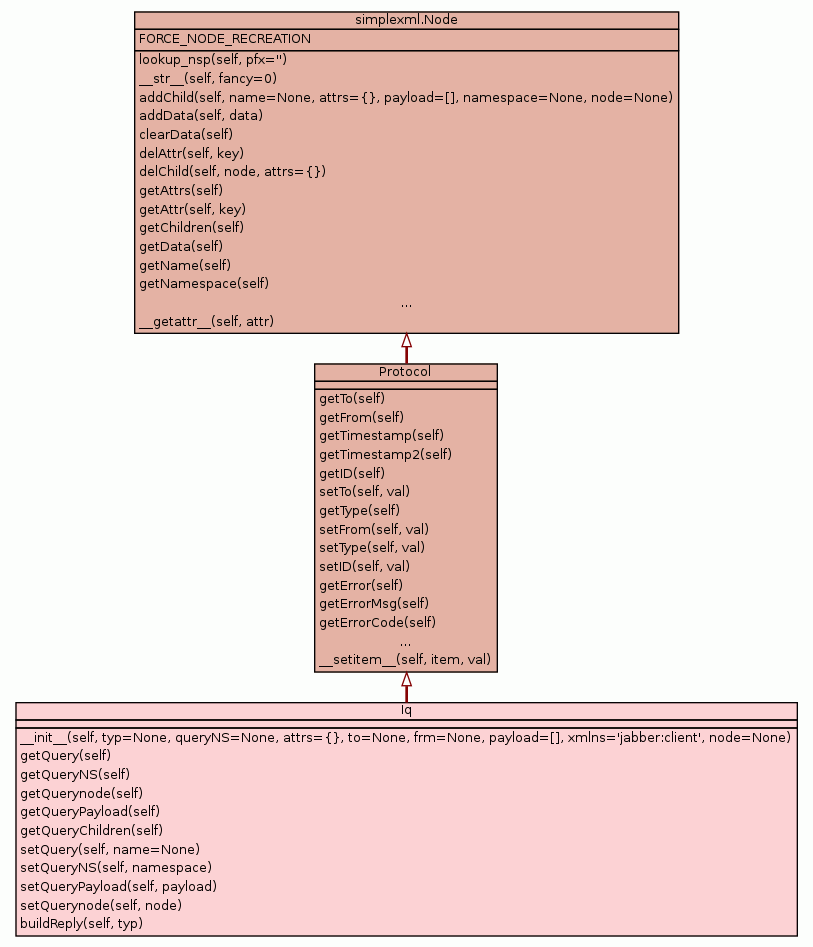 simplexml.Node
FORCE_NODE_RECREATION
lookup_nsp(self, pfx='')
__str__(self, fancy=0)
addChild(self, name=None, attrs={}, payload=[], namespace=None, node=None)
addData(self, data)
clearData(self)
delAttr(self, key)
delChild(self, node, attrs={})
getAttrs(self)
getAttr(self, key)
getChildren(self)
getData(self)
getName(self)
getNamespace(self)
...
__getattr__(self, attr)
Protocol
getTo(self)
getFrom(self)
getTimestamp(self)
getTimestamp2(self)
getID(self)
setTo(self, val)
getType(self)
setFrom(self, val)
setType(self, val)
setID(self, val)
getError(self)
getErrorMsg(self)
getErrorCode(self)
...
__setitem__(self, item, val)
Iq
__init__(self, typ=None, queryNS=None, attrs={}, to=None, frm=None, payload=[], xmlns='jabber:client', node=None)
getQuery(self)
getQueryNS(self)
getQuerynode(self)
getQueryPayload(self)
getQueryChildren(self)
setQuery(self, name=None)
setQueryNS(self, namespace)
setQueryPayload(self, payload)
setQuerynode(self, node)
buildReply(self, typ)